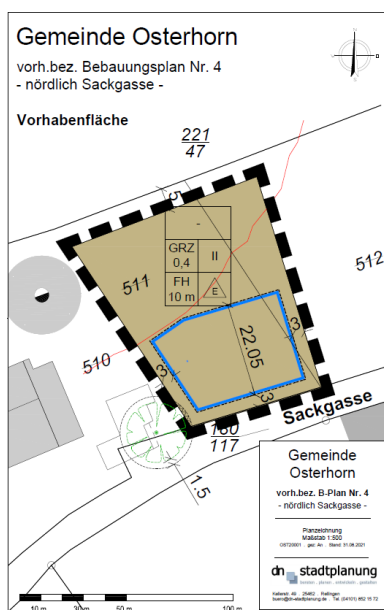 Gemeinde Osterhorn
vorh.bez. Bebauungsplan Nr. 4
- nördlich Sackgasse -
Vorhabenfläche
221
47
5
-
GRZ
0,4
II
FH
10 m
E
511
512
510
22.05
3
3
3
Sackgasse
160
117
1.5
Gemeinde
Osterhorn
vorh.bez. B-Plan Nr. 4
- nördlich Sackgasse -
Planzeichnung
Maßstab 1:500
dn stadtplanung
10 m 30 m 60 m 100 m